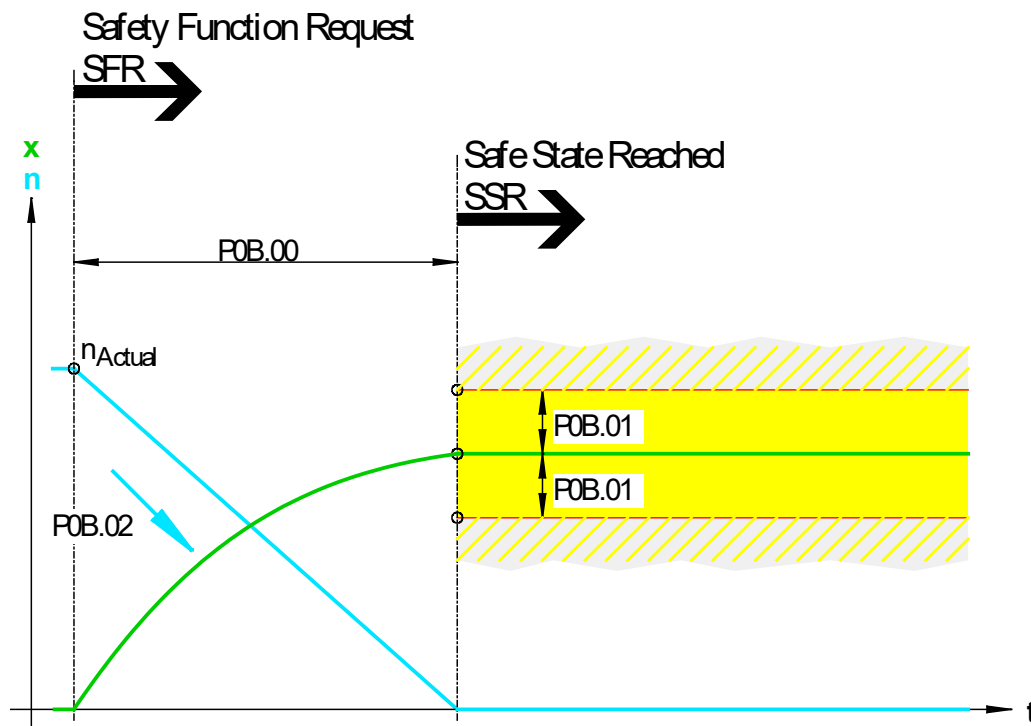 Safety Function Request
SFR
x
n
Safe State Reached
SSR
P0B.00
nActual
P0B.01
P0B.01
P0B.02
t